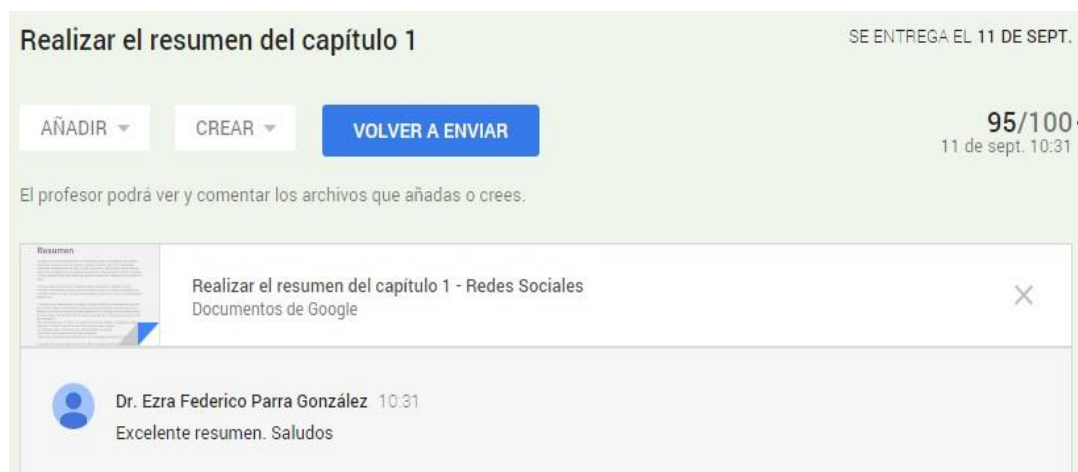 Realizar el resumen del capítulo 1
SE ENTREGA EL 11 DE SEPT.
AÑADIR
CREAR
VOLVER A ENVIAR
95/100
11 de sept. 10:31
El profesor podrá ver y comentar los archivos que añadas o crees.
Resumen
Realizar el resumen del capítulo 1 - Redes Sociales
Documentos de Google
Dr. Ezra Federico Parra González 10:31
Excelente resumen. Saludos